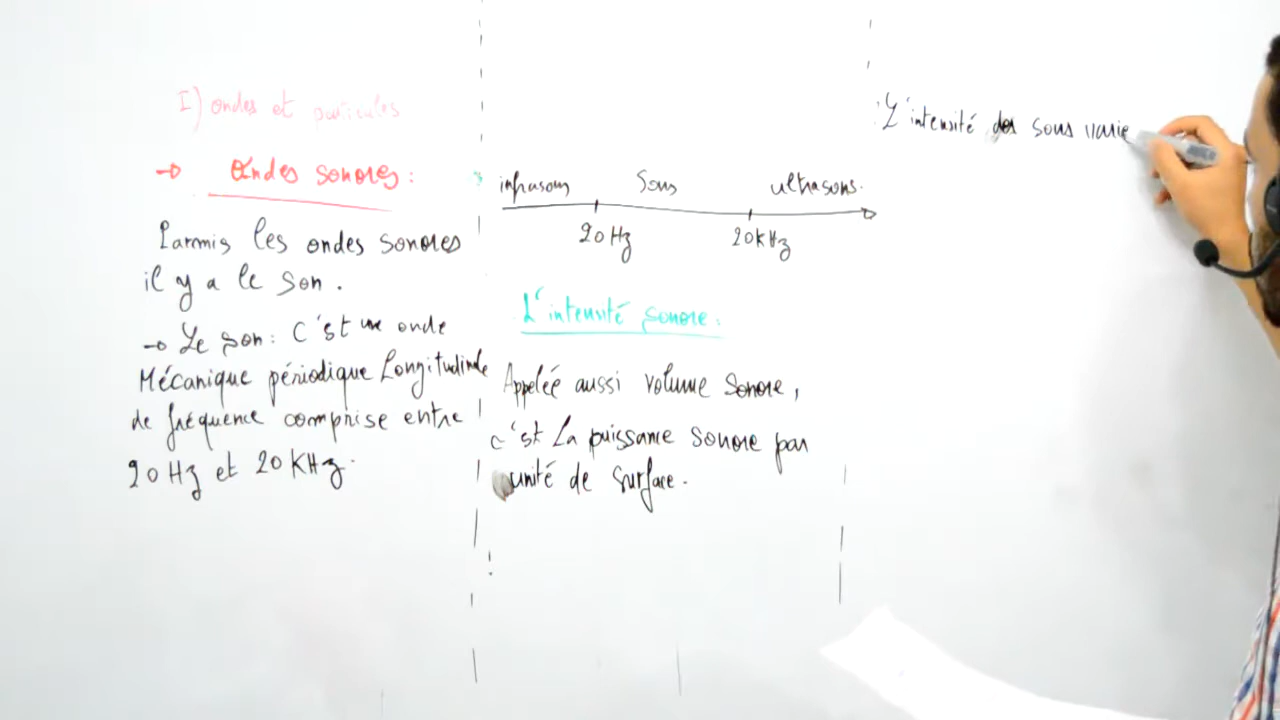 I) ondes et particules
→ Ondes sonores :
Parmis les ondes sonores
il y a le son.
→ Le son : C'est une onde
Mécanique périodique Longitudinale
de fréquence comprise entre
20 Hz et 20 KHz.
infrasons sons ultrasons.
20 Hz 20 kHz
L'intensité sonore :
Appelée aussi volume sonore,
c'st La puissance sonore par
unité de surface.
L'intensité des sons varie